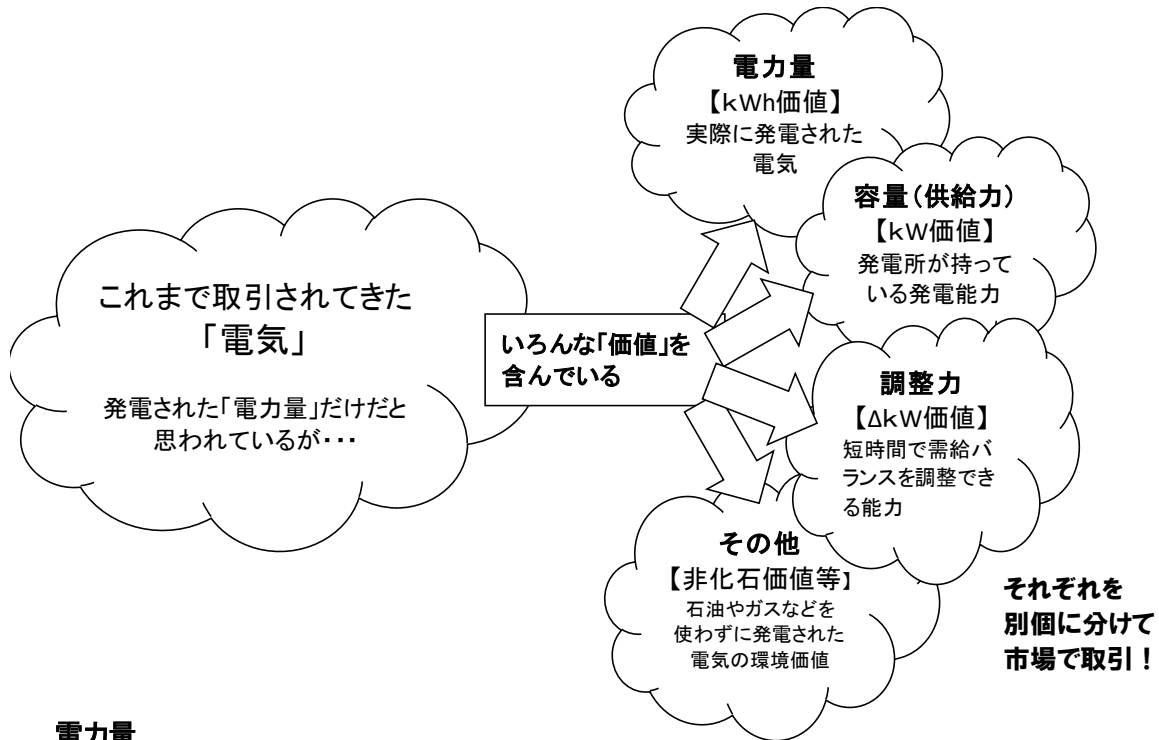 これまで取引されてきた
「電気」
発電された「電力量」だけだと
思われているが・・・
いろんな「価値」を
含んでいる
電力量
【kWh価値】
実際に発電された
電気
容量(供給力)
【kW価値】
発電所が持って
いる発電能力
調整力
【ΔkW価値】
短時間で需給バ
ランスを調整でき
る能力
その他
【非化石価値等】
石油やガスなどを
使わずに発電された
電気の環境価値
それぞれを
別個に分けて
市場で取引！
電力量